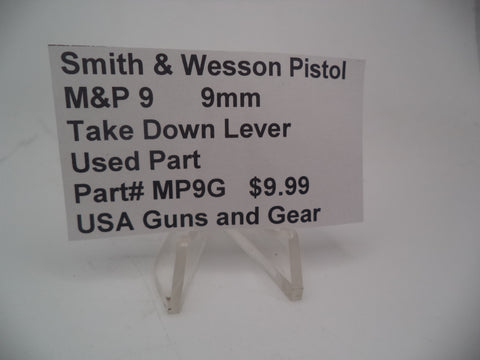 Smith & Wesson Pistol
M&P 9 9mm
Take Down Lever
Used Part
Part# MP9G $9.99
USA Guns and Gear